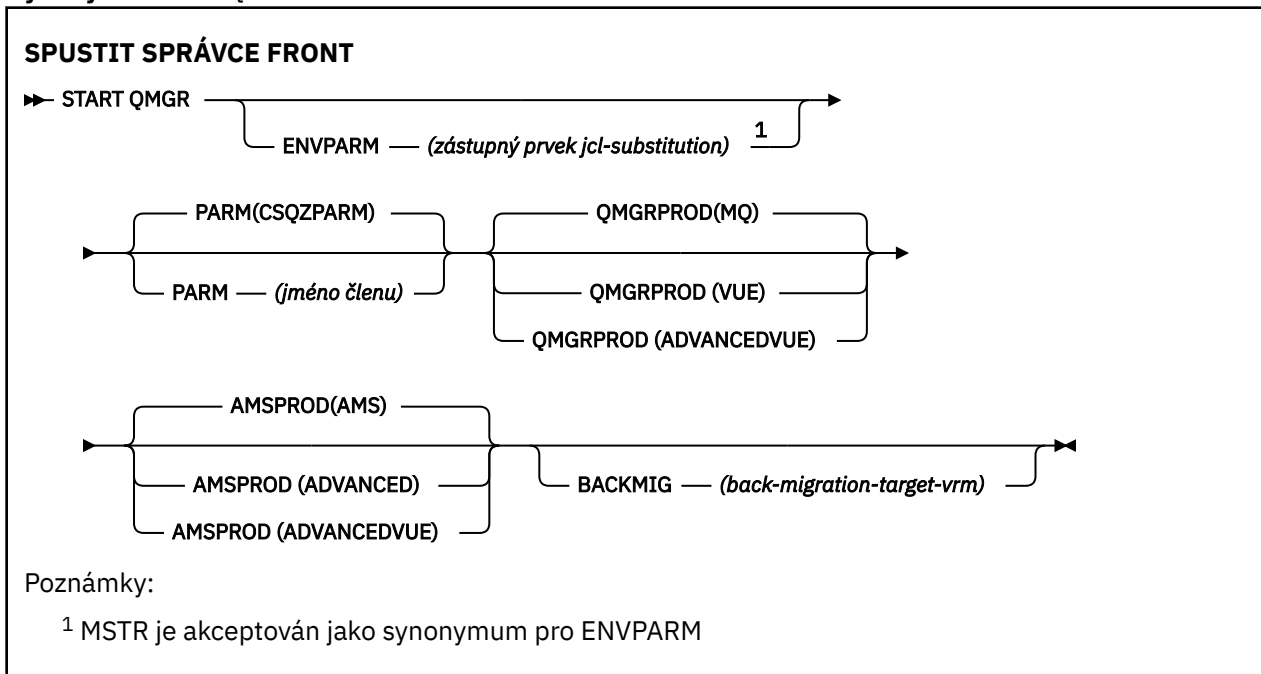 SPUSTIT SPRÁVCE FRONT
START QMGR
ENVPARM (zástupný prvek jcl-substitution) 1
PARM(CSQZPARM)
PARM (jméno členu)
QMGRPROD(MQ)
QMGRPROD (VUE)
QMGRPROD (ADVANCEDVUE)
AMSPROD(AMS)
AMSPROD (ADVANCED)
AMSPROD (ADVANCEDVUE)
BACKMIG (back-migration-target-vrm)
Poznámky:
1 MSTR je akceptován jako synonymum pro ENVPARM